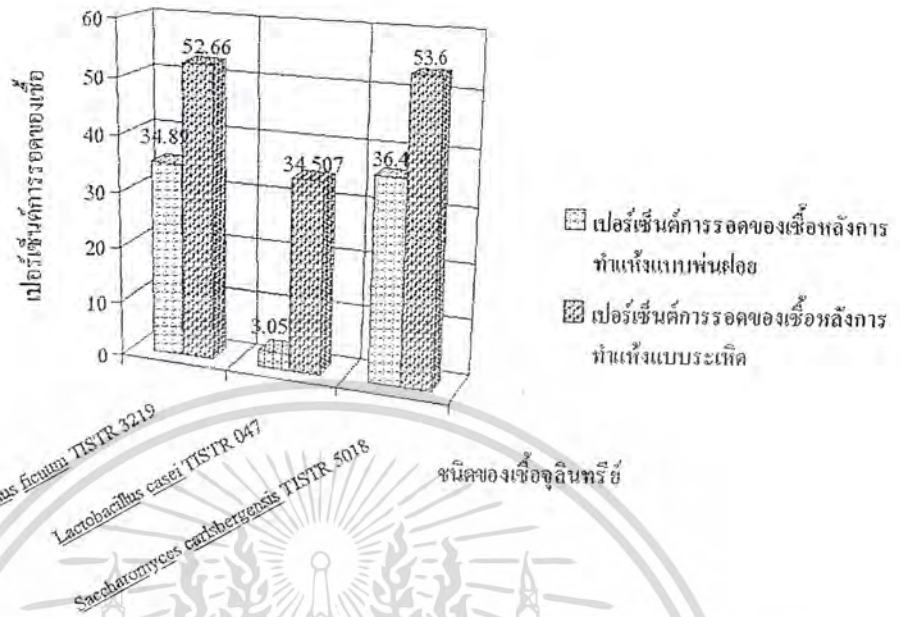 60
50
40
30
20
10
0
เปอร์เซ็นต์การรอดของเชื้อ
34.89
52.66
3.05
34.507
36.4
53.6
เปอร์เซ็นต์การรอดของเชื้อหลังการ
ทำแห้งแบบพ่นฝอย
เปอร์เซ็นต์การรอดของเชื้อหลังการ
ทำแห้งแบบระเหิด
ficuum TISTR 3219
Lactobacillus casei TISTR 047
Saccharomyces carlsbergensis TISTR 5018
ชนิดของเชื้อจุลินทรีย์